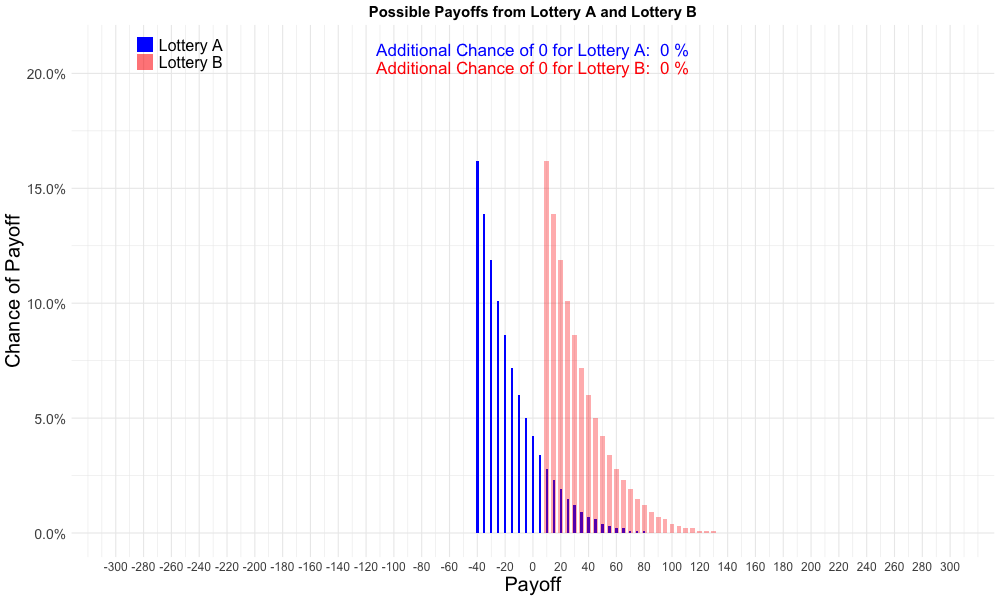 Possible Payoffs from Lottery A and Lottery B
Lottery A
Lottery B
Additional Chance of 0 for Lottery A:  0 %
Additional Chance of 0 for Lottery B:  0 %
20.0%
15.0%
10.0%
5.0%
0.0%
Chance of Payoff
-300 -280 -260 -240 -220 -200 -180 -160 -140 -120 -100 -80 -60 -40 -20 0 20 40 60 80 100 120 140 160 180 200 220 240 260 280 300
Payoff